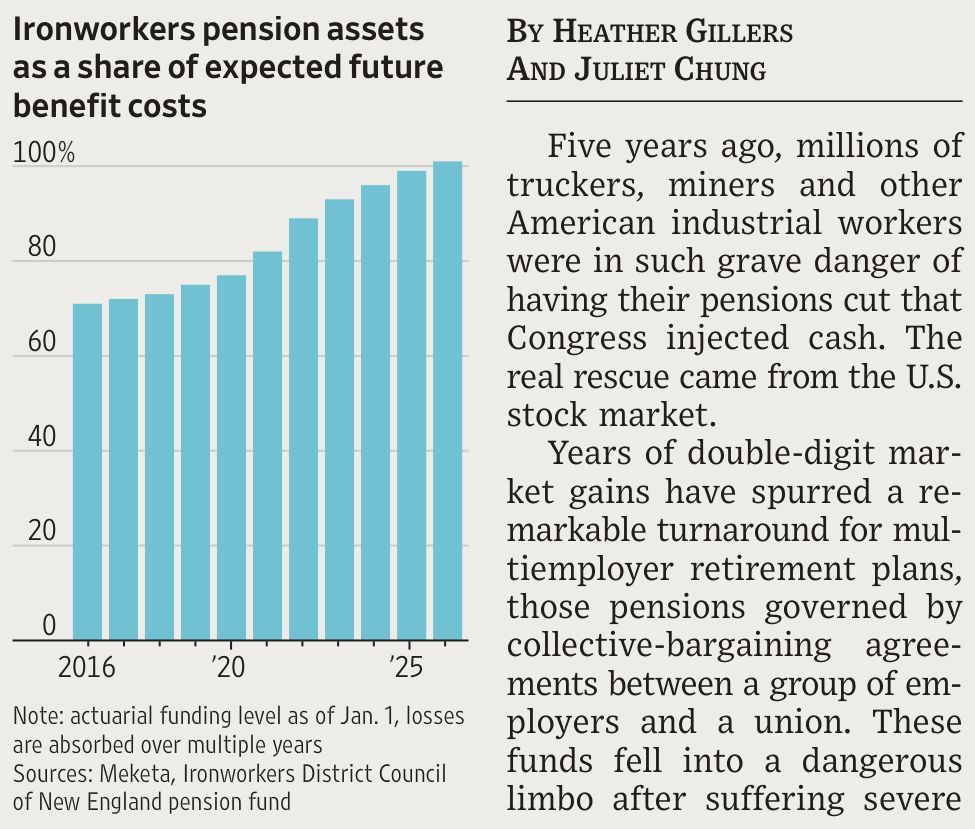 Ironworkers pension assets
as a share of expected future
benefit costs
100%
80
60
40
20
0
2016
’20
’25
Note: actuarial funding level as of Jan. 1, losses
are absorbed over multiple years
Sources: Meketa, Ironworkers District Council
of New England pension fund
By Heather Gillers
And Juliet Chung
Five years ago, millions of
truckers, miners and other
American industrial workers
were in such grave danger of
having their pensions cut that
Congress injected cash. The
real rescue came from the U.S.
stock market.
Years of double-digit mar-
ket gains have spurred a re-
markable turnaround for mul-
tiemployer retirement plans,
those pensions governed by
collective-bargaining agree-
ments between a group of em-
ployers and a union. These
funds fell into a dangerous
limbo after suffering severe